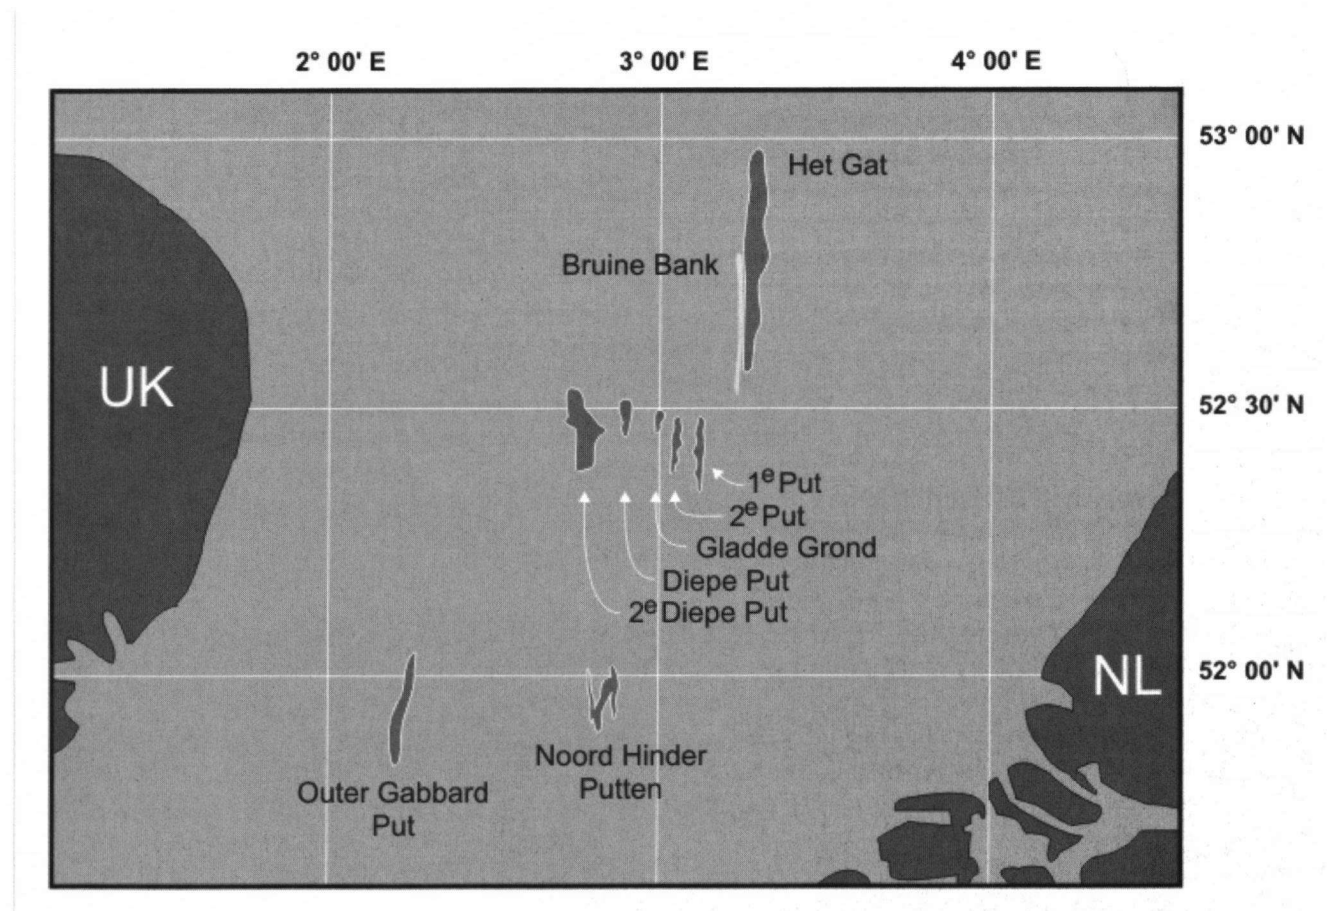 2° 00' E 3° 00' E 4° 00' E
53° 00' N
Het Gat
Bruine Bank
UK
52° 30' N
1e Put
2e Put
Gladde Grond
Diepe Put
2e Diepe Put
52° 00' N
NL
Noord Hinder
Putten
Outer Gabbard
Put